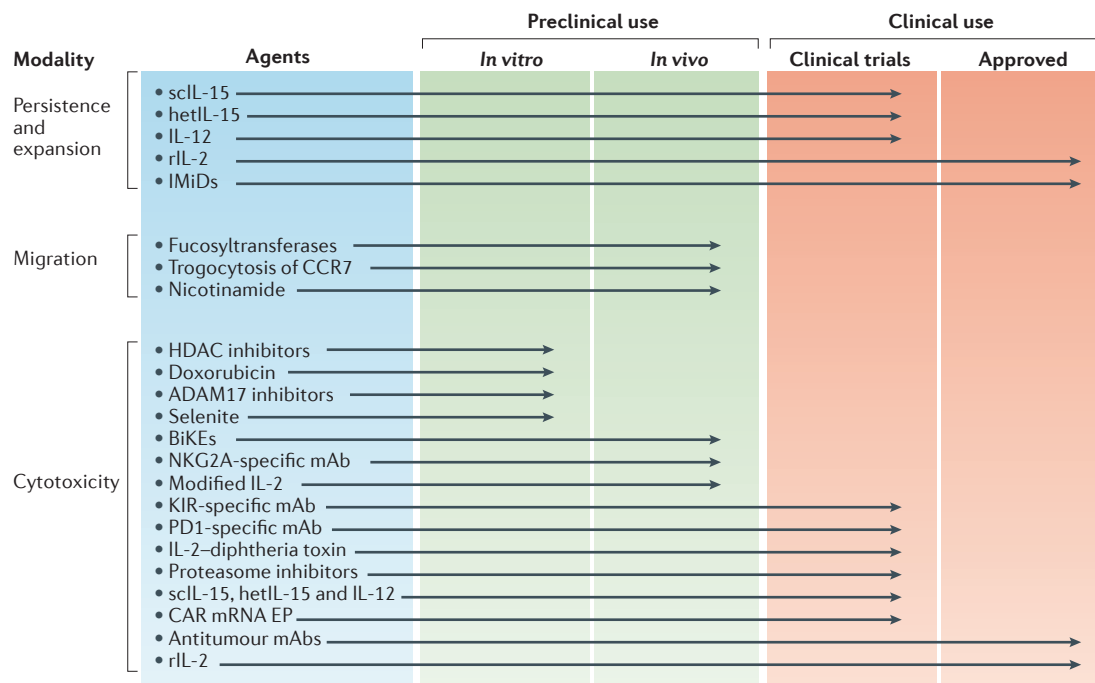 Preclinical use
Clinical use
Modality
Agents
In vitro
In vivo
Clinical trials
Approved
Persistence
and
expansion
• scIL-15
• hetIL-15
• IL-12
• rIL-2
• IMiDs
Migration
• Fucosyltransferases
• Trogocytosis of CCR7
• Nicotinamide
Cytotoxicity
• HDAC inhibitors
• Doxorubicin
• ADAM17 inhibitors
• Selenite
• BiKEs
• NKG2A-specific mAb
• Modified IL-2
• KIR-specific mAb
• PD1-specific mAb
• IL-2–diphtheria toxin
• Proteasome inhibitors
• scIL-15, hetIL-15 and IL-12
• CAR mRNA EP
• Antitumour mAbs
• rIL-2